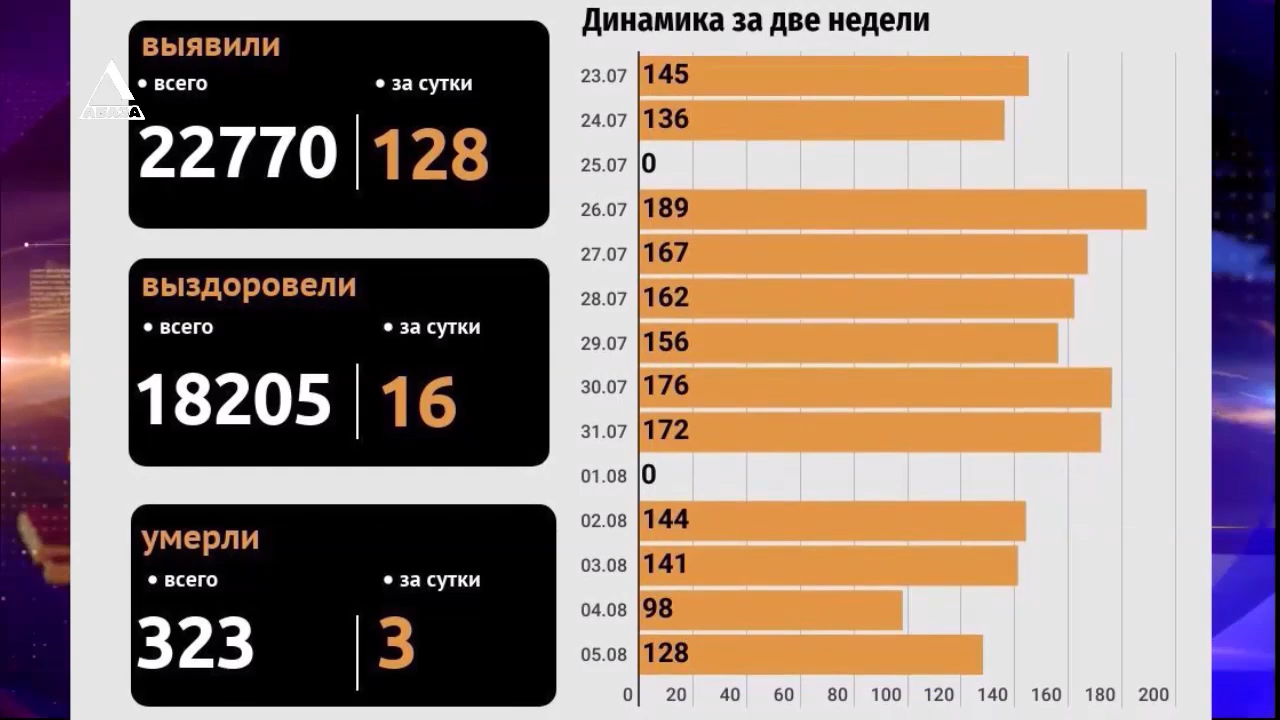 выявили
• всего • за сутки
22770 128
выздоровели
• всего • за сутки
18205 16
умерли
• всего • за сутки
323 3
Динамика за две недели
23.07 145
24.07 136
25.07 0
26.07 189
27.07 167
28.07 162
29.07 156
30.07 176
31.07 172
01.08 0
02.08 144
03.08 141
04.08 98
05.08 128
0 20 40 60 80 100 120 140 160 180 200